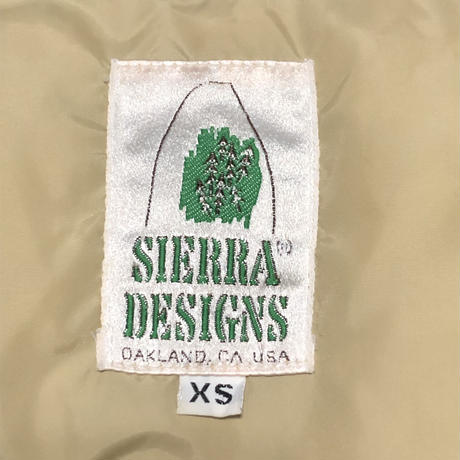 SIERRA®
DESIGNS
OAKLAND, CA USA
XS